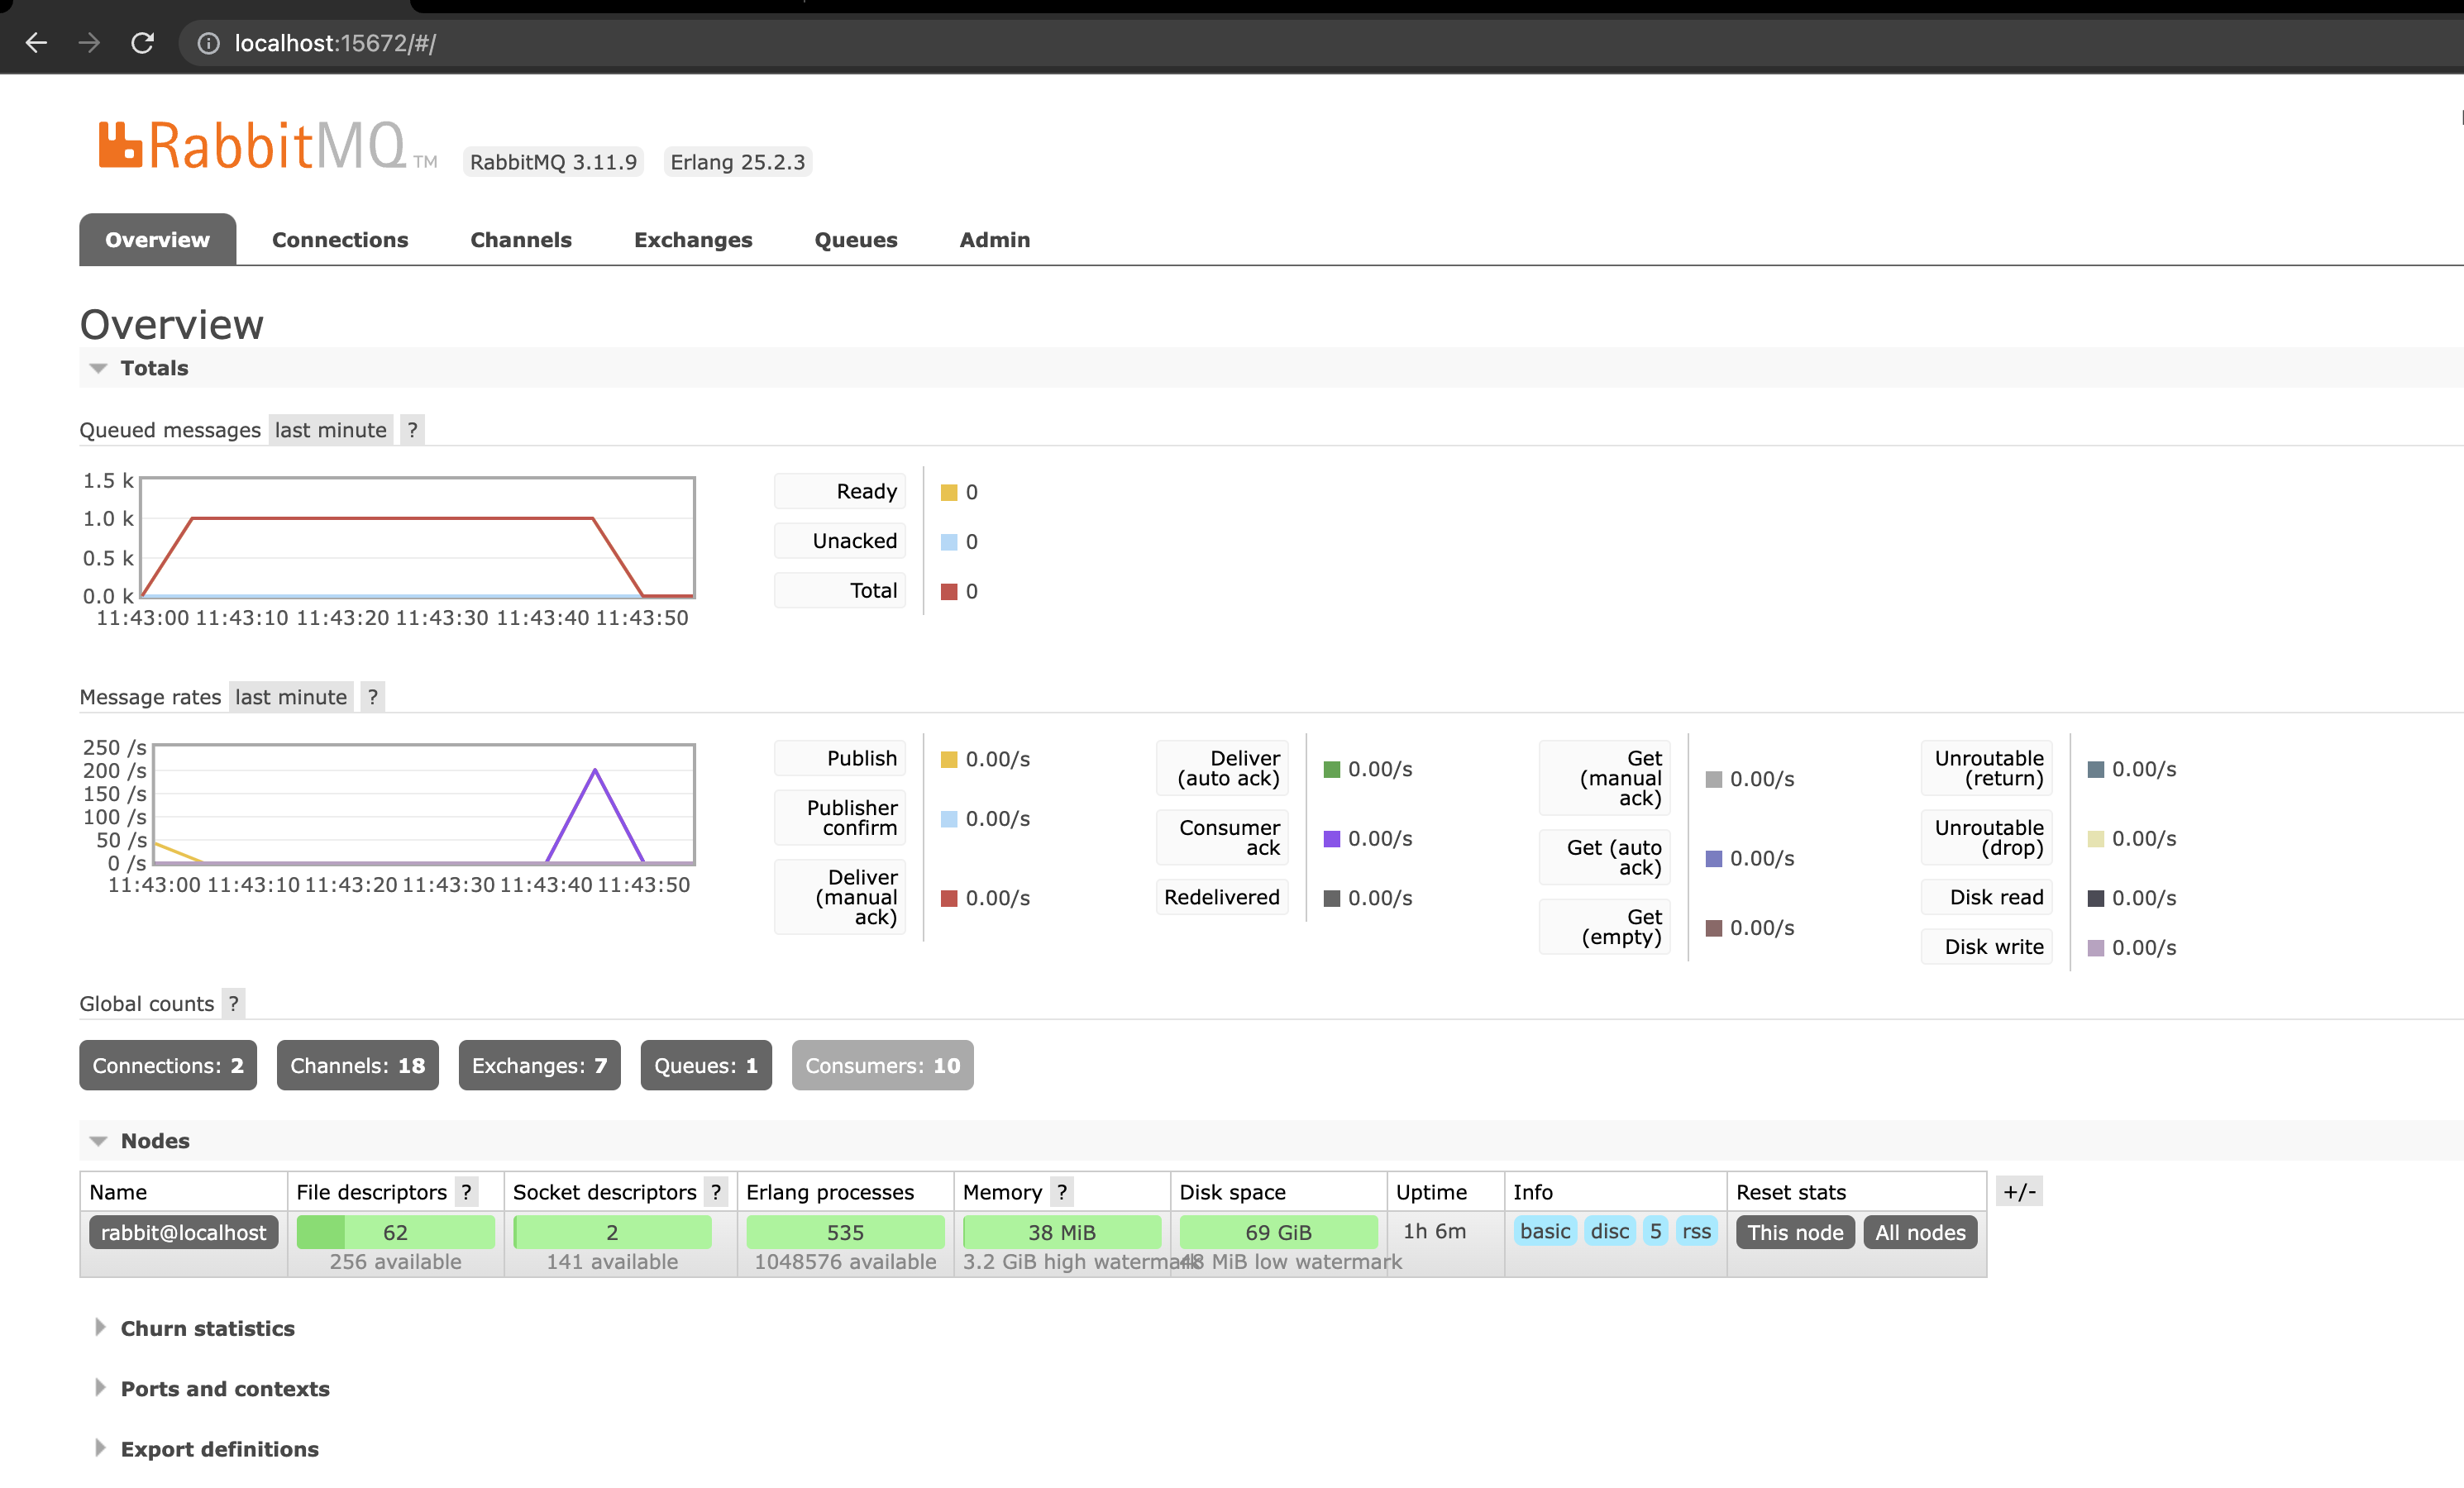 localhost:15672/#/
RabbitMQ TM RabbitMQ 3.11.9 Erlang 25.2.3
Overview Connections Channels Exchanges Queues Admin
Overview
Totals
Queued messages last minute ?
1.5 k
1.0 k
0.5 k
0.0 k
11:43:00 11:43:10 11:43:20 11:43:30 11:43:40 11:43:50
Ready 0
Unacked 0
Total 0
Message rates last minute ?
250 /s
200 /s
150 /s
100 /s
50 /s
0 /s
11:43:00 11:43:10 11:43:20 11:43:30 11:43:40 11:43:50
Publish 0.00/s
Publisher
confirm 0.00/s
Deliver
(manual 0.00/s
ack)
Deliver
(auto ack) 0.00/s
Consumer
ack 0.00/s
Redelivered 0.00/s
Get
(manual 0.00/s
ack)
Get (auto
ack) 0.00/s
Get
(empty) 0.00/s
Unroutable
(return) 0.00/s
Unroutable
(drop) 0.00/s
Disk read 0.00/s
Disk write 0.00/s
Global counts ?
Connections: 2 Channels: 18 Exchanges: 7 Queues: 1 Consumers: 10
Nodes
Name File descriptors ? Socket descriptors ? Erlang processes Memory ? Disk space Uptime Info Reset stats +/-
rabbit@localhost 62 2 535 38 MiB 69 GiB 1h 6m basic disc 5 rss This node All nodes
256 available 141 available 1048576 available 3.2 GiB high watermark 48 MiB low watermark
Churn statistics
Ports and contexts
Export definitions